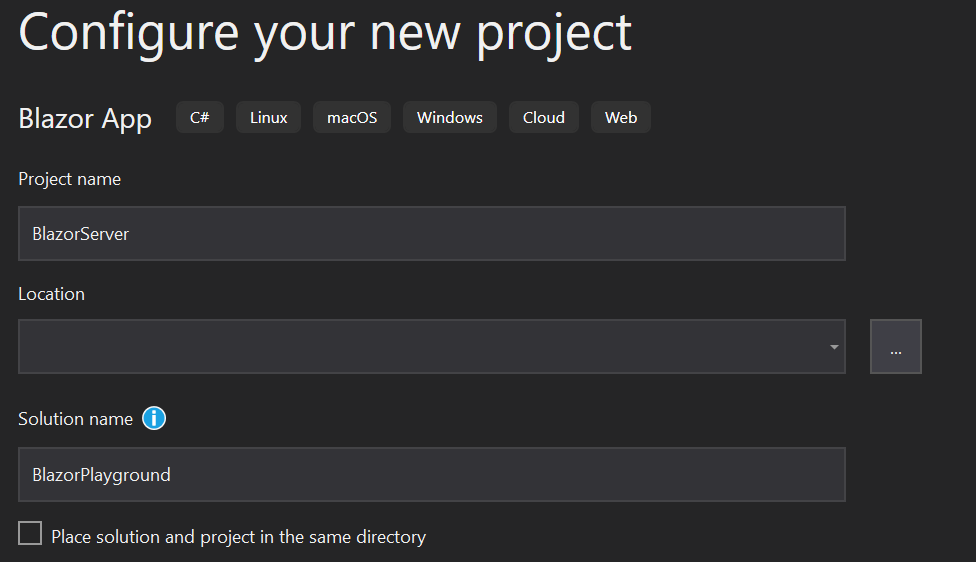 Configure your new project
Blazor App C# Linux macOS Windows Cloud Web
Project name
BlazorServer
Location
...
Solution name
BlazorPlayground
Place solution and project in the same directory